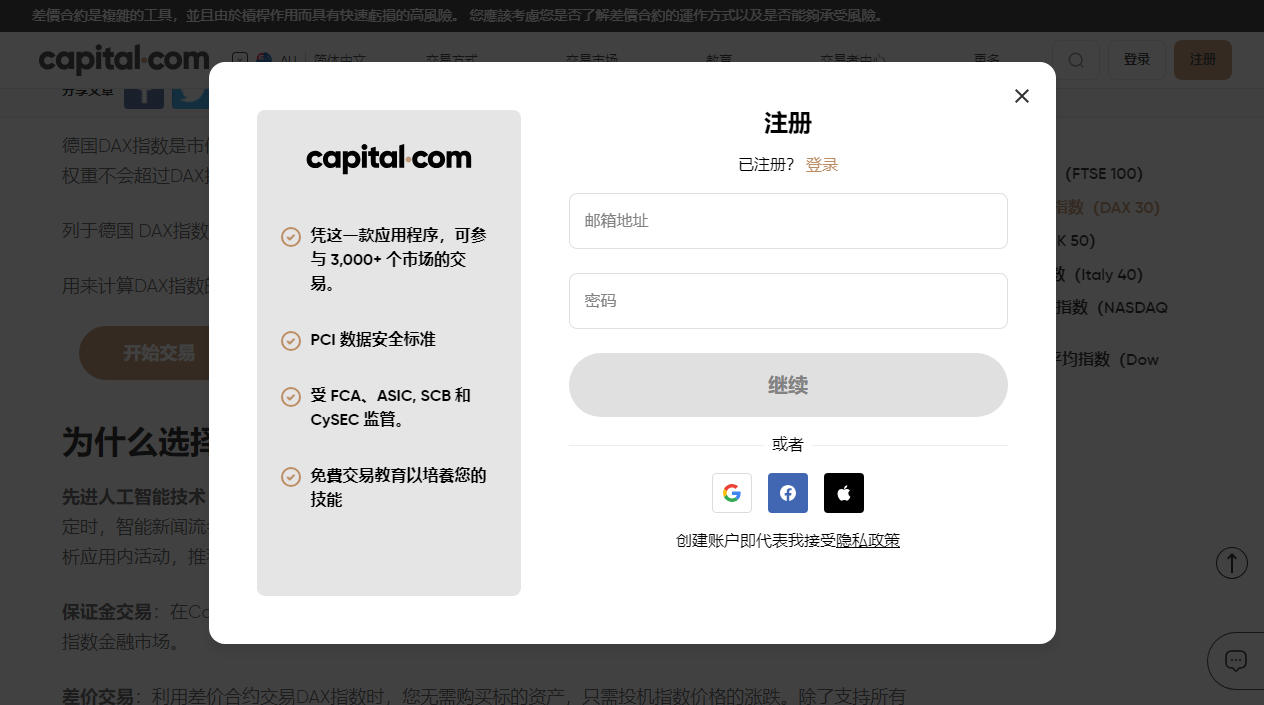 差價合約是複雜的工具，並且由於槓桿作用而具有快速虧損的高風險。 您應該考慮您是否了解差價合約的運作方式以及是否能夠承受風險。
capital.com
AU 简体中文 交易方式 交易市场 教育 交易者中心 更多 登录 注册
分享文章
德国DAX指数是市
权重不会超过DAX
(FTSE 100)
指数（DAX 30）
列于德国 DAX指数
K 50)
(Italy 40)
用来计算DAX指数
指数（NASDAQ
开始交易
平均指数（Dow
为什么选择
先进人工智能技术
定时，智能新闻流
析应用内活动，推
保证金交易：在Ca
指数金融市场。
差价交易：利用差价合约交易DAX指数时，您无需购买标的资产，只需投机指数价格的涨跌。除了支持所有
capital.com
凭这一款应用程序，可参
与 3,000+ 个市场的交
易。
PCI 数据安全标准
受 FCA、ASIC, SCB 和
CySEC 监管。
免費交易教育以培養您的
技能
注册
已注册？ 登录
邮箱地址
密码
继续
或者
创建账户即代表我接受隐私政策